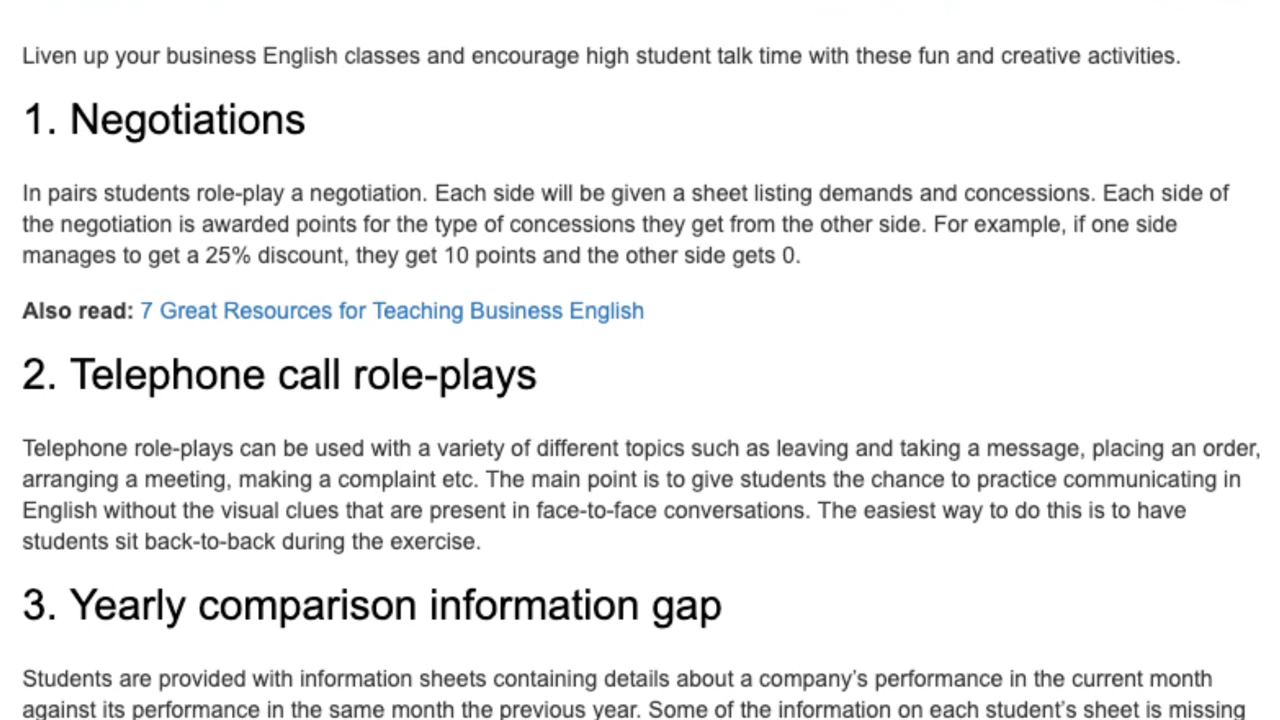 Liven up your business English classes and encourage high student talk time with these fun and creative activities.
1. Negotiations
In pairs students role-play a negotiation. Each side will be given a sheet listing demands and concessions. Each side of
the negotiation is awarded points for the type of concessions they get from the other side. For example, if one side
manages to get a 25% discount, they get 10 points and the other side gets 0.
Also read: 7 Great Resources for Teaching Business English
2. Telephone call role-plays
Telephone role-plays can be used with a variety of different topics such as leaving and taking a message, placing an order,
arranging a meeting, making a complaint etc. The main point is to give students the chance to practice communicating in
English without the visual clues that are present in face-to-face conversations. The easiest way to do this is to have
students sit back-to-back during the exercise.
3. Yearly comparison information gap
Students are provided with information sheets containing details about a company’s performance in the current month
against its performance in the same month the previous year. Some of the information on each student’s sheet is missing